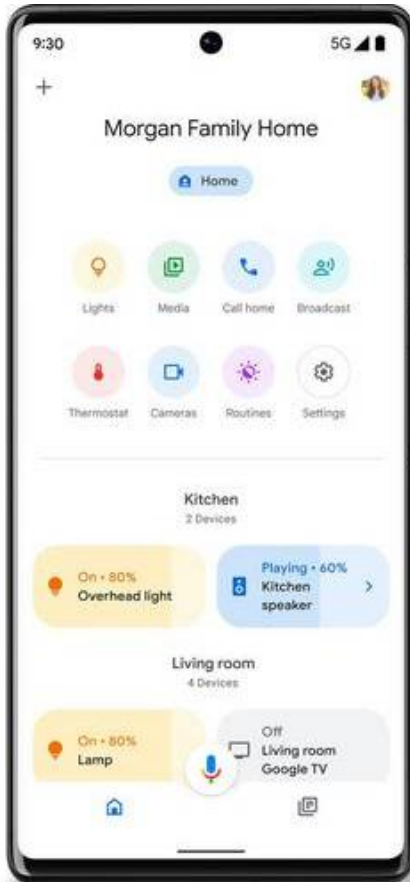 9:30
5G
Morgan Family Home
Home
Lights
Media
Call home
Broadcast
Thermostat
Cameras
Routines
Settings
Kitchen
2 Devices
On • 80%
Overhead light
Playing • 60%
Kitchen
speaker
Living room
4 Devices
On • 80%
Lamp
Off
Living room
Google TV